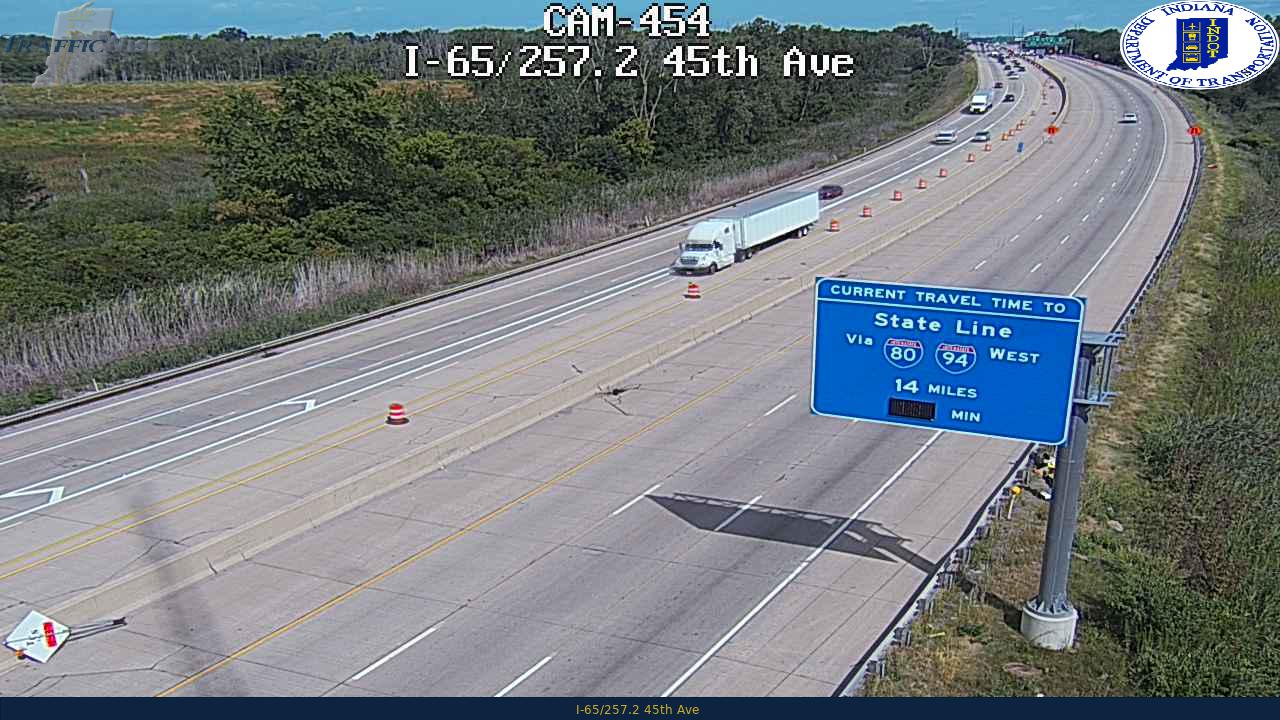 CAM-454
I-65/257.2 45th Ave
TRAFFICWISE
INDIANA
DEPARTMENT OF TRANSPORTATION
INDOT
CURRENT TRAVEL TIME TO
State Line
VIA 80 94 WEST
14 MILES
MIN
I-65/257.2 45th Ave